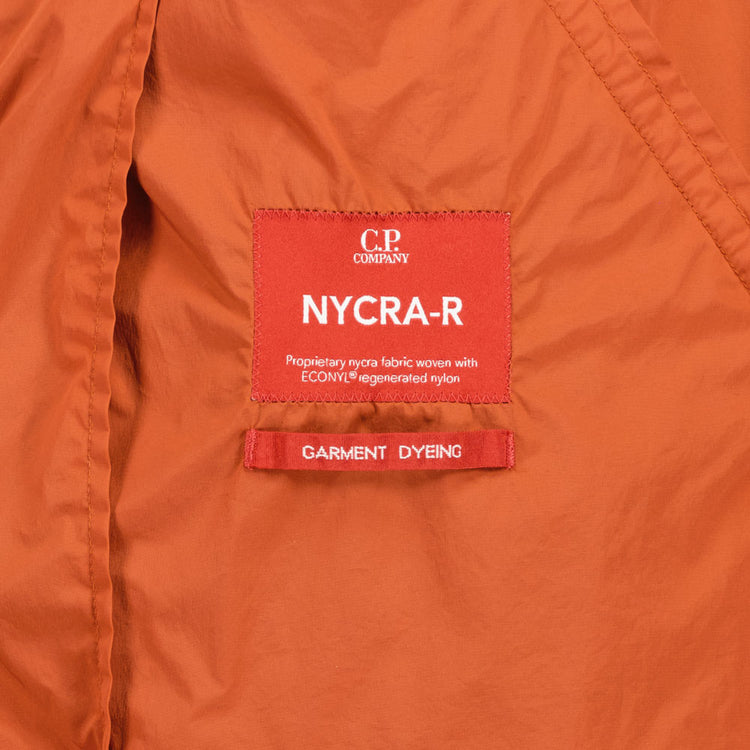 C.P.
COMPANY
NYCRA-R
Proprietary nycra fabric woven with
ECONYL® regenerated nylon
GARMENT DYEING